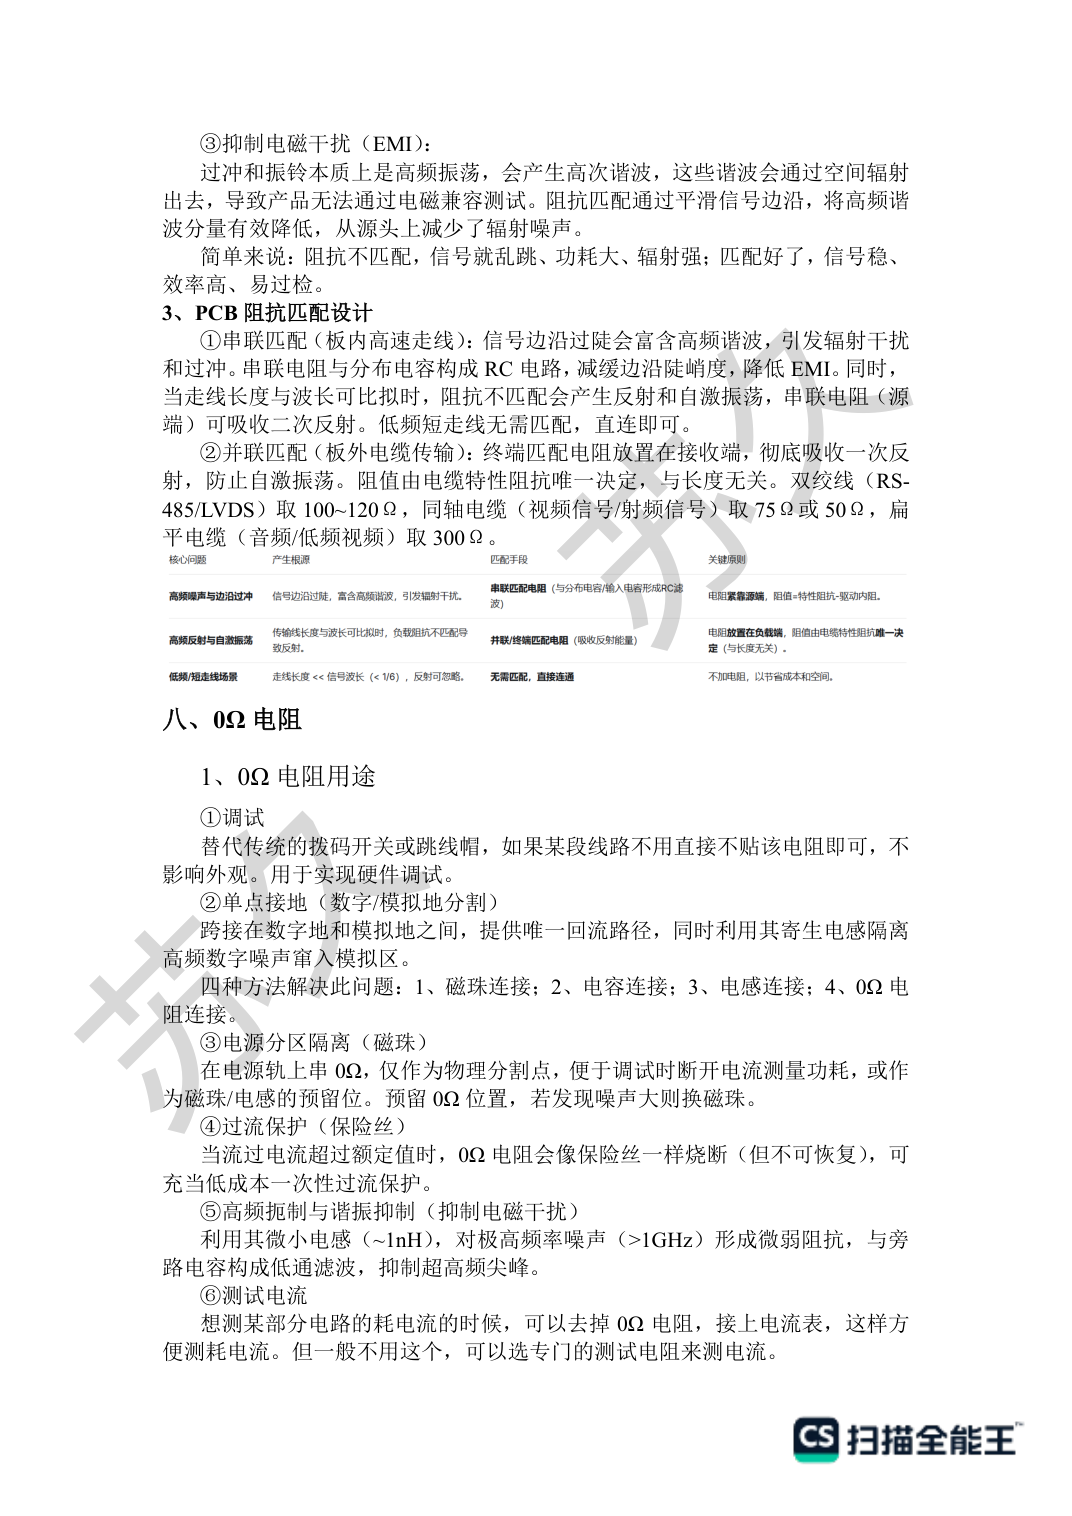 ③抑制电磁干扰（EMI）：
过冲和振铃本质上是高频振荡，会产生高次谐波，这些谐波会通过空间辐射
出去，导致产品无法通过电磁兼容测试。阻抗匹配通过平滑信号边沿，将高频谐
波分量有效降低，从源头上减少了辐射噪声。
简单来说：阻抗不匹配，信号就乱跳、功耗大、辐射强；匹配好了，信号稳、
效率高、易过检。
3、PCB 阻抗匹配设计
①串联匹配（板内高速走线）：信号边沿过陡会富含高频谐波，引发辐射干扰
和过冲。串联电阻与分布电容构成 RC 电路，减缓边沿陡峭度，降低 EMI。同时，
当走线长度与波长可比拟时，阻抗不匹配会产生反射和自激振荡，串联电阻（源
端）可吸收二次反射。低频短走线无需匹配，直连即可。
②并联匹配（板外电缆传输）：终端匹配电阻放置在接收端，彻底吸收一次反
射，防止自激振荡。阻值由电缆特性阻抗唯一决定，与长度无关。双绞线（RS-
485/LVDS）取 100~120Ω，同轴电缆（视频信号/射频信号）取 75Ω或 50Ω，扁
平电缆（音频/低频视频）取 300Ω。
核心问题 产生根源 匹配手段 关键原则
高频噪声与边沿过冲 信号边沿过陡，富含高频谐波，引发辐射干扰。 串联匹配电阻（与分布电容/输入电容形成RC滤
波） 电阻紧靠源端，阻值=特性阻抗-驱动内阻。
高频反射与自激振荡 传输线长度与波长可比拟时，负载阻抗不匹配导
致反射。 并联/终端匹配电阻（吸收反射能量） 电阻放置在负载端，阻值由电缆特性阻抗唯一决
定（与长度无关）。
低频/短走线场景 走线长度 << 信号波长（< 1/6），反射可忽略。 无需匹配，直接连通 不加电阻，以节省成本和空间。
八、0Ω 电阻
1、0Ω 电阻用途
①调试
替代传统的拨码开关或跳线帽，如果某段线路不用直接不贴该电阻即可，不
影响外观。用于实现硬件调试。
②单点接地（数字/模拟地分割）
跨接在数字地和模拟地之间，提供唯一回流路径，同时利用其寄生电感隔离
高频数字噪声窜入模拟区。
四种方法解决此问题：1、磁珠连接；2、电容连接；3、电感连接；4、0Ω 电
阻连接。
③电源分区隔离（磁珠）
在电源轨上串 0Ω，仅作为物理分割点，便于调试时断开电流测量功耗，或作
为磁珠/电感的预留位。预留 0Ω 位置，若发现噪声大则换磁珠。
④过流保护（保险丝）
当流过电流超过额定值时，0Ω 电阻会像保险丝一样烧断（但不可恢复），可
充当低成本一次性过流保护。
⑤高频扼制与谐振抑制（抑制电磁干扰）
利用其微小电感（~1nH），对极高频率噪声（>1GHz）形成微弱阻抗，与旁
路电容构成低通滤波，抑制超高频尖峰。
⑥测试电流
想测某部分电路的耗电流的时候，可以去掉 0Ω 电阻，接上电流表，这样方
便测耗电流。但一般不用这个，可以选专门的测试电阻来测电流。
苏久
苏久
CS 扫描全能王™